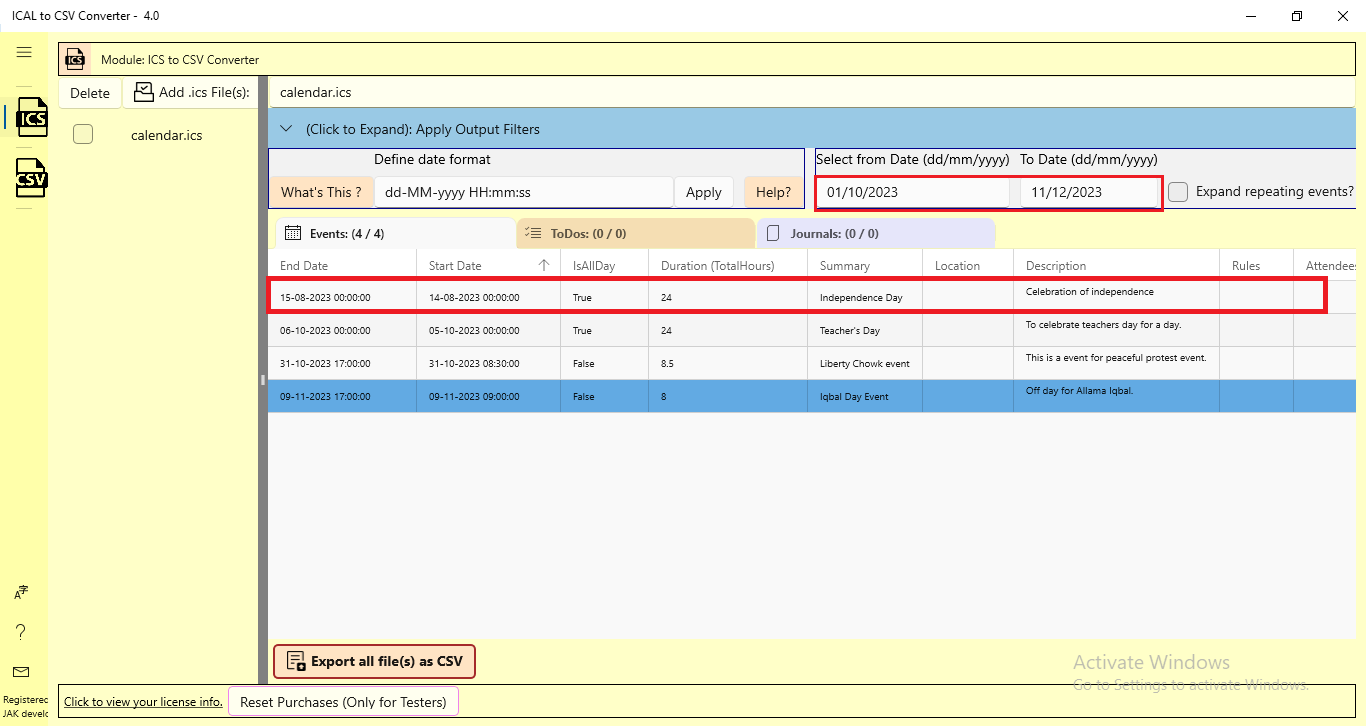 ICAL to CSV Converter - 4.0
ICS
Module: ICS to CSV Converter
Delete
Add .ics File(s):
calendar.ics
ICS
calendar.ics
(Click to Expand): Apply Output Filters
Define date format
Select from Date (dd/mm/yyyy) To Date (dd/mm/yyyy)
CSV
What's This ? dd-MM-yyyy HH:mm:ss Apply Help? 01/10/2023 11/12/2023 Expand repeating events?
Events: (4 / 4) ToDos: (0 / 0) Journals: (0 / 0)
End Date Start Date IsAllDay Duration (TotalHours) Summary Location Description Rules Attendees
15-08-2023 00:00:00 14-08-2023 00:00:00 True 24 Independence Day Celebration of independence
06-10-2023 00:00:00 05-10-2023 00:00:00 True 24 Teacher's Day To celebrate teachers day for a day.
31-10-2023 17:00:00 31-10-2023 08:30:00 False 8.5 Liberty Chowk event This is a event for peaceful protest event.
09-11-2023 17:00:00 09-11-2023 09:00:00 False 8 Iqbal Day Event Off day for Allama Iqbal.
A字
Export all file(s) as CSV
Activate Windows
Go to Settings to activate Windows.
Registered
JAK develo
Click to view your license info. Reset Purchases (Only for Testers)